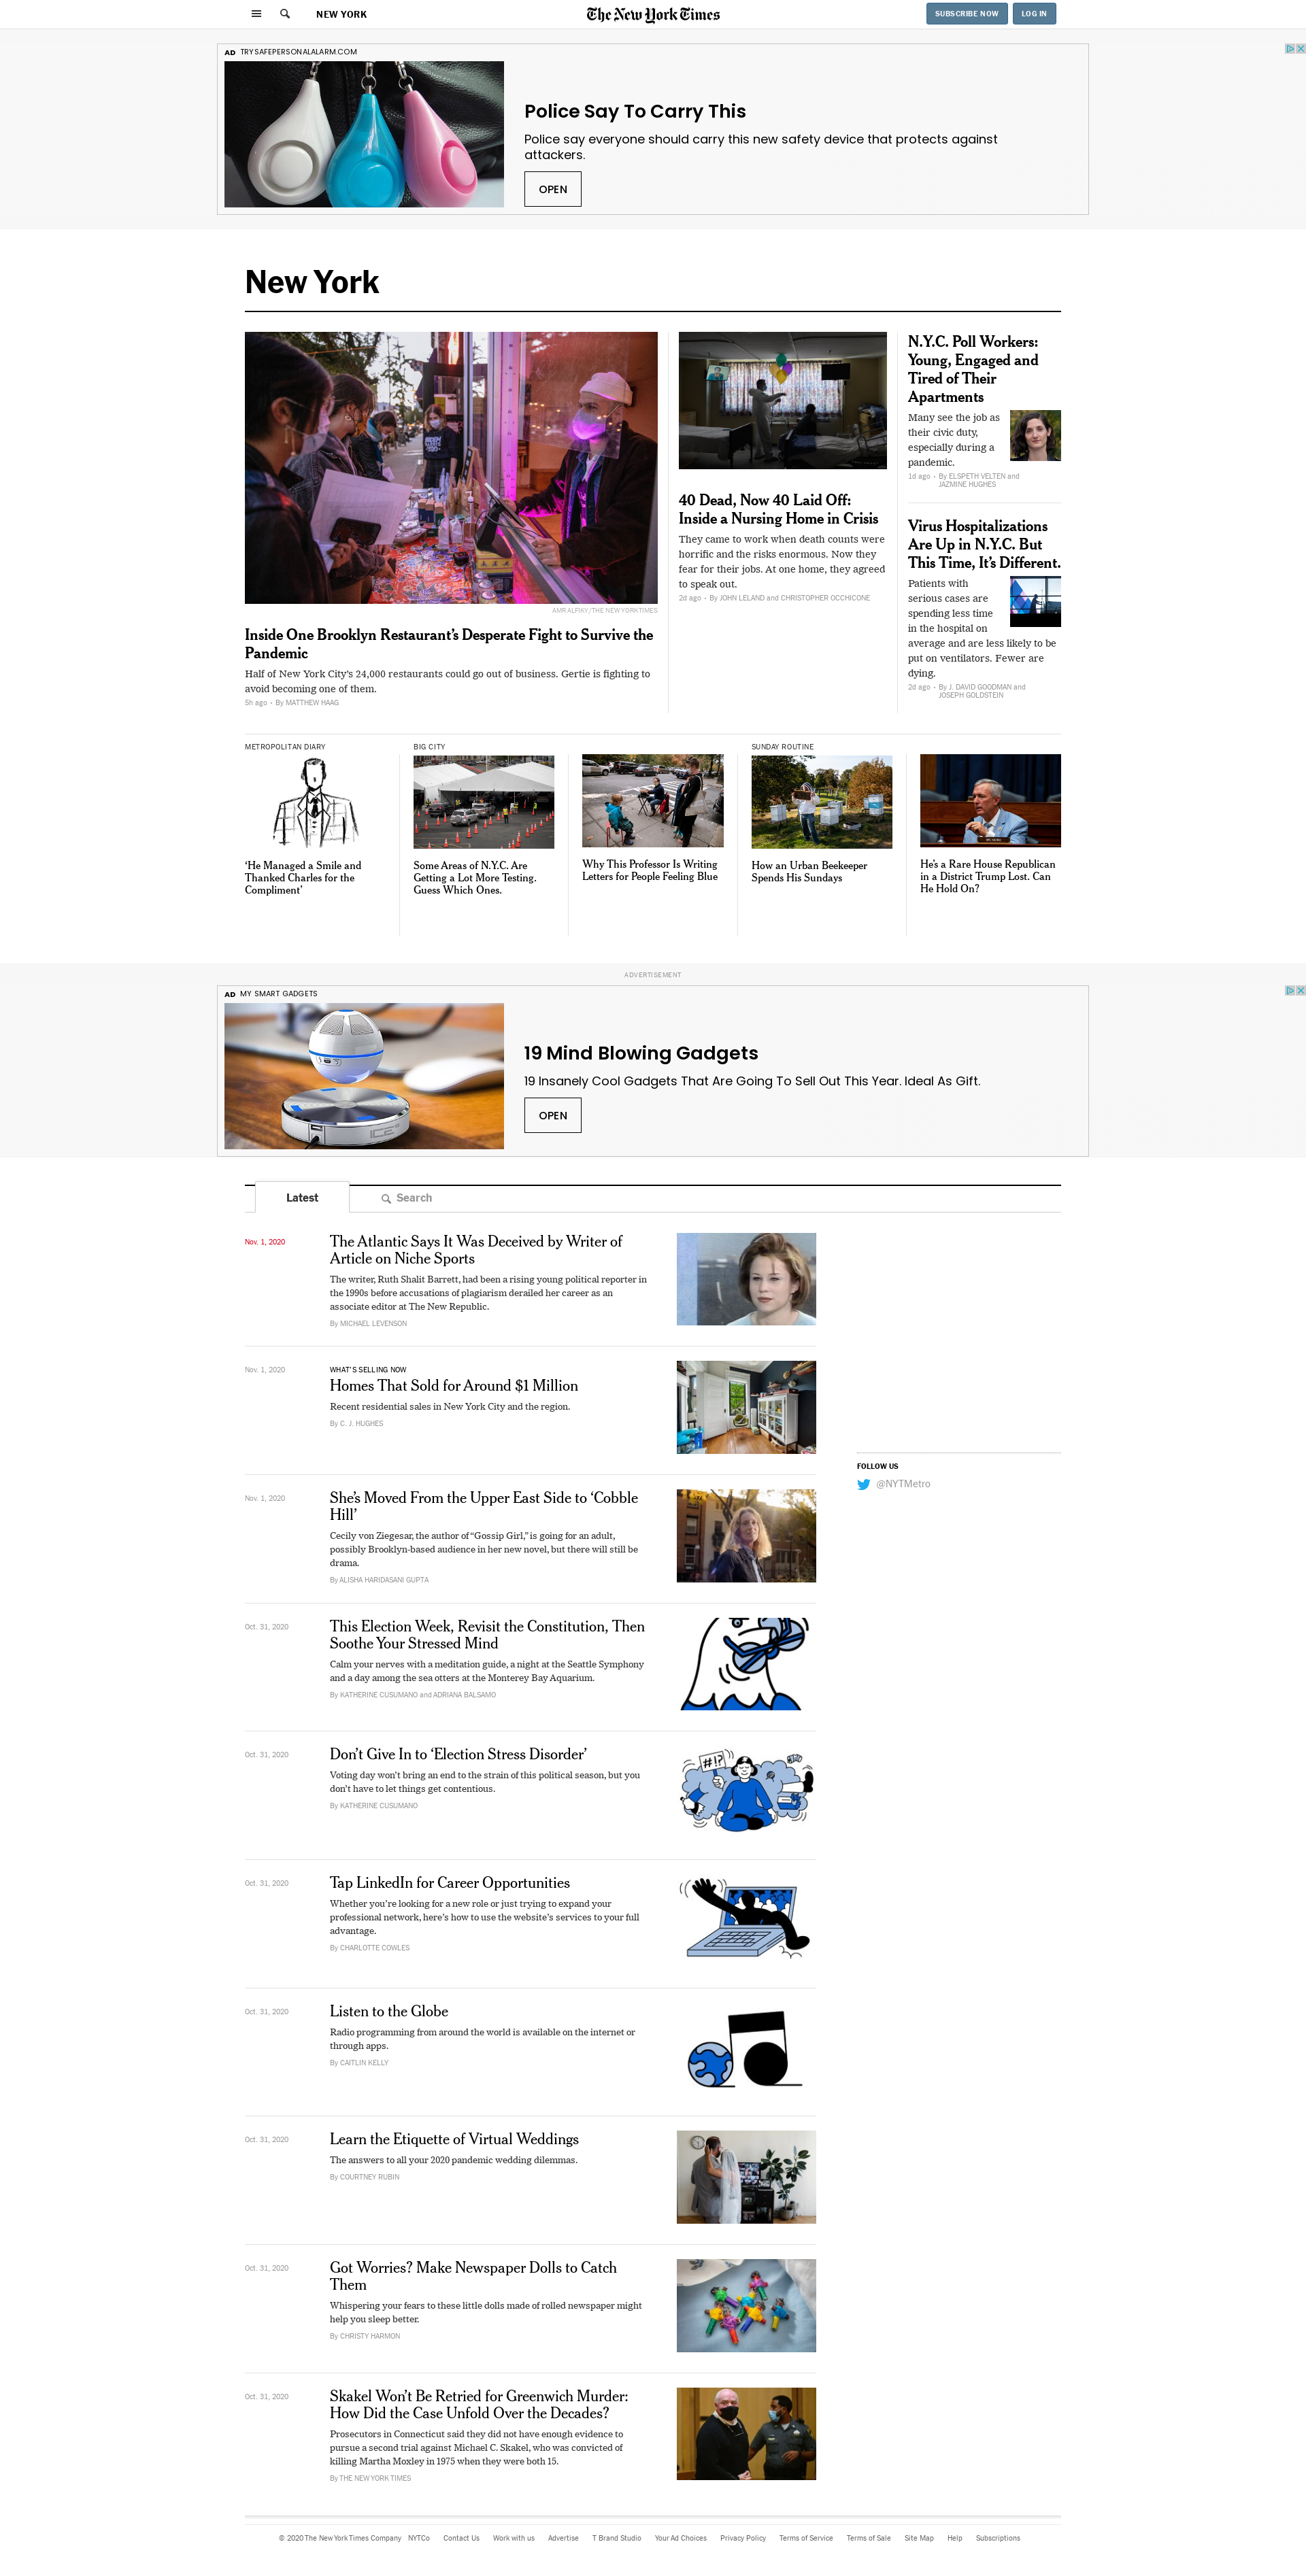 NEW YORK
The New York Times
SUBSCRIBE NOW
LOG IN
AD TRYSAFEPERSONALALARM.COM
Police Say To Carry This
Police say everyone should carry this new safety device that protects against
attackers.
OPEN
New York
AMR ALFIKY/THE NEW YORK TIMES
Inside One Brooklyn Restaurant’s Desperate Fight to Survive the
Pandemic
Half of New York City’s 24,000 restaurants could go out of business. Gertie is fighting to
avoid becoming one of them.
5h ago • By MATTHEW HAAG
40 Dead, Now 40 Laid Off:
Inside a Nursing Home in Crisis
They came to work when death counts were
horrific and the risks enormous. Now they
fear for their jobs. At one home, they agreed
to speak out.
2d ago • By JOHN LELAND and CHRISTOPHER OCCHICONE
N.Y.C. Poll Workers:
Young, Engaged and
Tired of Their
Apartments
Many see the job as
their civic duty,
especially during a
pandemic.
1d ago • By ELSPETH VELTEN and
JAZMINE HUGHES
Virus Hospitalizations
Are Up in N.Y.C. But
This Time, It’s Different.
Patients with
serious cases are
spending less time
in the hospital on
average and are less likely to be
put on ventilators. Fewer are
dying.
2d ago • By J. DAVID GOODMAN and
JOSEPH GOLDSTEIN
METROPOLITAN DIARY
‘He Managed a Smile and
Thanked Charles for the
Compliment’
BIG CITY
Some Areas of N.Y.C. Are
Getting a Lot More Testing.
Guess Which Ones.
Why This Professor Is Writing
Letters for People Feeling Blue
SUNDAY ROUTINE
How an Urban Beekeeper
Spends His Sundays
He’s a Rare House Republican
in a District Trump Lost. Can
He Hold On?
ADVERTISEMENT
AD MY SMART GADGETS
ICE
19 Mind Blowing Gadgets
19 Insanely Cool Gadgets That Are Going To Sell Out This Year. Ideal As Gift.
OPEN
Latest
Search
Nov. 1, 2020
The Atlantic Says It Was Deceived by Writer of
Article on Niche Sports
The writer, Ruth Shalit Barrett, had been a rising young political reporter in
the 1990s before accusations of plagiarism derailed her career as an
associate editor at The New Republic.
By MICHAEL LEVENSON
Nov. 1, 2020
WHAT’S SELLING NOW
Homes That Sold for Around $1 Million
Recent residential sales in New York City and the region.
By C. J. HUGHES
FOLLOW US
@NYTMetro
Nov. 1, 2020
She’s Moved From the Upper East Side to ‘Cobble
Hill’
Cecily von Ziegesar, the author of “Gossip Girl,” is going for an adult,
possibly Brooklyn-based audience in her new novel, but there will still be
drama.
By ALISHA HARIDASANI GUPTA
Oct. 31, 2020
This Election Week, Revisit the Constitution, Then
Soothe Your Stressed Mind
Calm your nerves with a meditation guide, a night at the Seattle Symphony
and a day among the sea otters at the Monterey Bay Aquarium.
By KATHERINE CUSUMANO and ADRIANA BALSAMO
Oct. 31, 2020
Don’t Give In to ‘Election Stress Disorder’
Voting day won’t bring an end to the strain of this political season, but you
don’t have to let things get contentious.
By KATHERINE CUSUMANO
#!?
Oct. 31, 2020
Tap LinkedIn for Career Opportunities
Whether you’re looking for a new role or just trying to expand your
professional network, here’s how to use the website’s services to your full
advantage.
By CHARLOTTE COWLES
Oct. 31, 2020
Listen to the Globe
Radio programming from around the world is available on the internet or
through apps.
By CAITLIN KELLY
Oct. 31, 2020
Learn the Etiquette of Virtual Weddings
The answers to all your 2020 pandemic wedding dilemmas.
By COURTNEY RUBIN
Oct. 31, 2020
Got Worries? Make Newspaper Dolls to Catch
Them
Whispering your fears to these little dolls made of rolled newspaper might
help you sleep better.
By CHRISTY HARMON
Oct. 31, 2020
Skakel Won’t Be Retried for Greenwich Murder:
How Did the Case Unfold Over the Decades?
Prosecutors in Connecticut said they did not have enough evidence to
pursue a second trial against Michael C. Skakel, who was convicted of
killing Martha Moxley in 1975 when they were both 15.
By THE NEW YORK TIMES
© 2020 The New York Times Company NYTCo Contact Us Work with us Advertise T Brand Studio Your Ad Choices Privacy Policy Terms of Service Terms of Sale Site Map Help Subscriptions